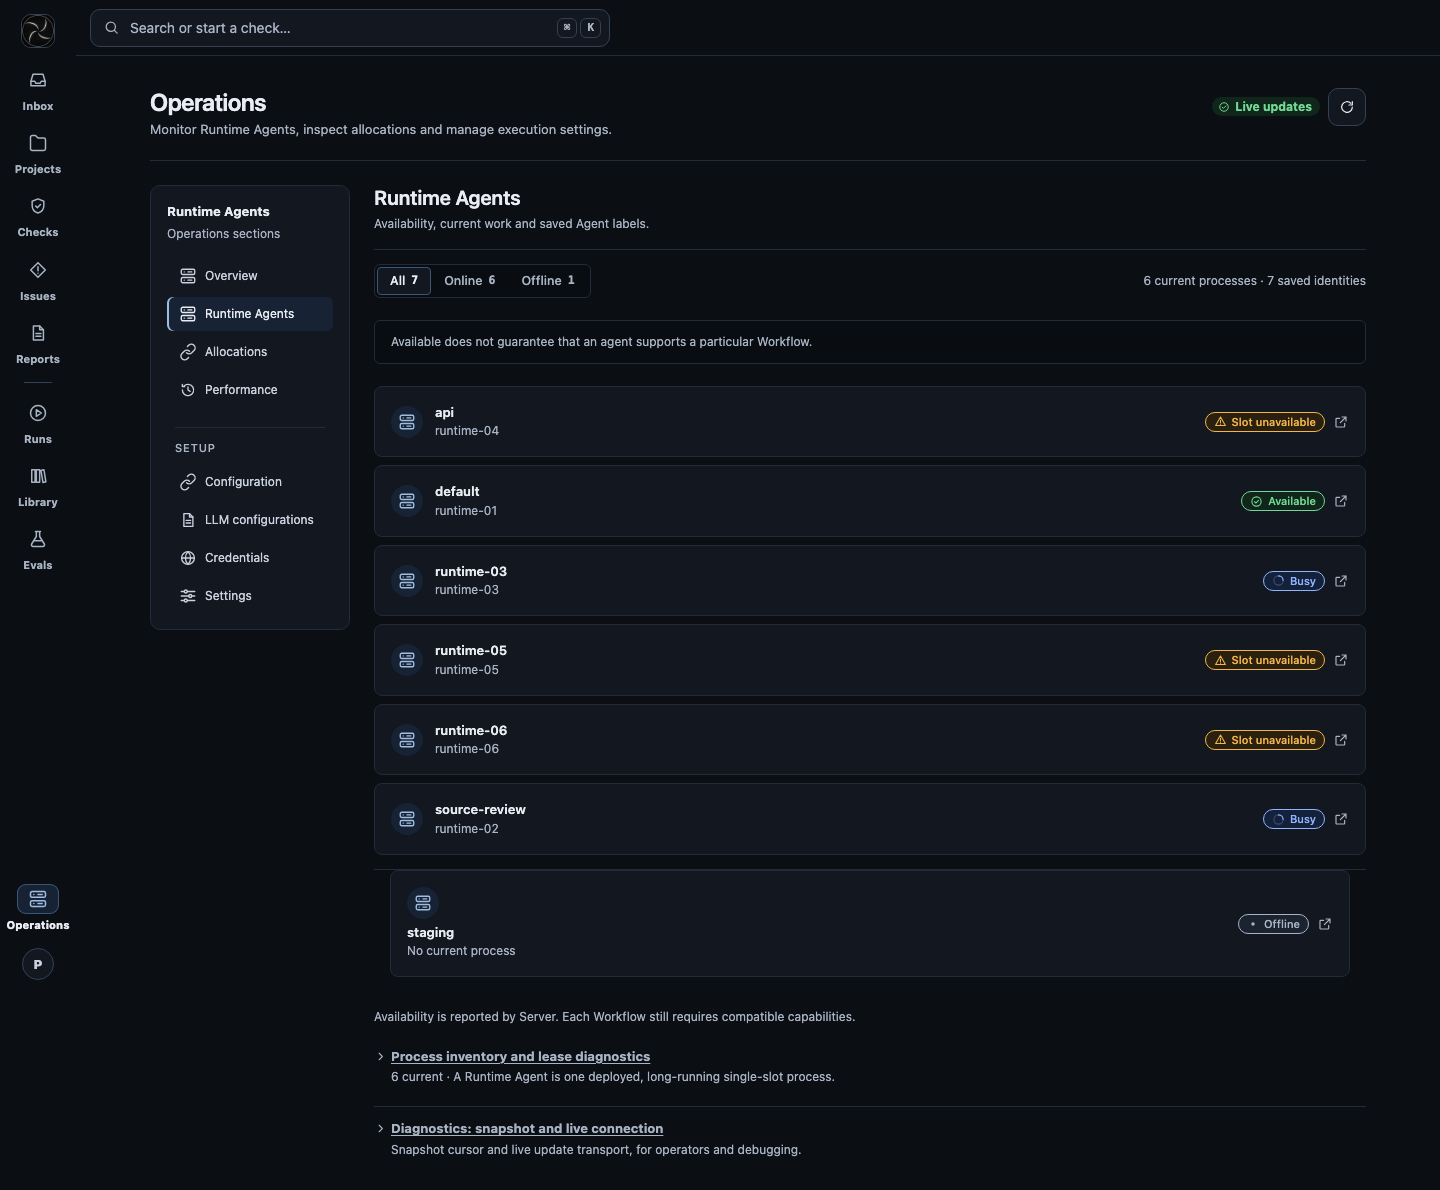 Search or start a check...
⌘ K
Inbox
Projects
Checks
Issues
Reports
Runs
Library
Evals
Operations
P
Operations
Monitor Runtime Agents, inspect allocations and manage execution settings.
Live updates
Runtime Agents
Operations sections
Overview
Runtime Agents
Allocations
Performance
SETUP
Configuration
LLM configurations
Credentials
Settings
Runtime Agents
Availability, current work and saved Agent labels.
All 7 Online 6 Offline 1
6 current processes · 7 saved identities
Available does not guarantee that an agent supports a particular Workflow.
api
runtime-04
Slot unavailable
default
runtime-01
Available
runtime-03
runtime-03
Busy
runtime-05
runtime-05
Slot unavailable
runtime-06
runtime-06
Slot unavailable
source-review
runtime-02
Busy
staging
No current process
Offline
Availability is reported by Server. Each Workflow still requires compatible capabilities.
Process inventory and lease diagnostics
6 current · A Runtime Agent is one deployed, long-running single-slot process.
Diagnostics: snapshot and live connection
Snapshot cursor and live update transport, for operators and debugging.